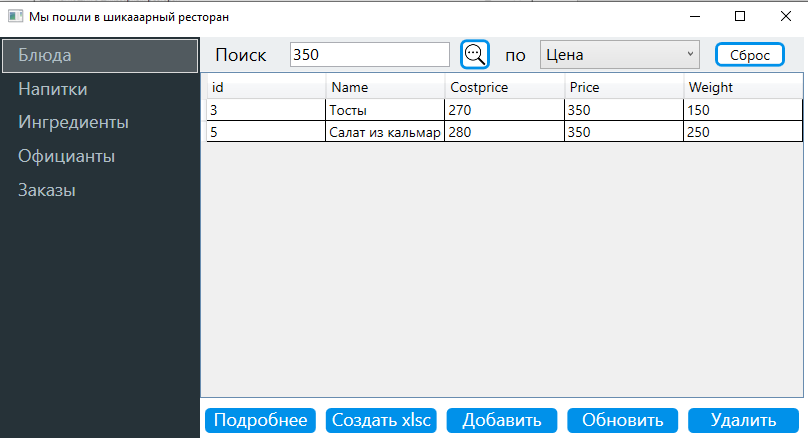 Мы пошли в шикааарный ресторан
Блюда
Напитки
Ингредиенты
Официанты
Заказы
Поиск 350 по Цена Сброс
id Name Costprice Price Weight
3 Тосты 270 350 150
5 Салат из кальмар 280 350 250
Подробнее Создать xlsc Добавить Обновить Удалить